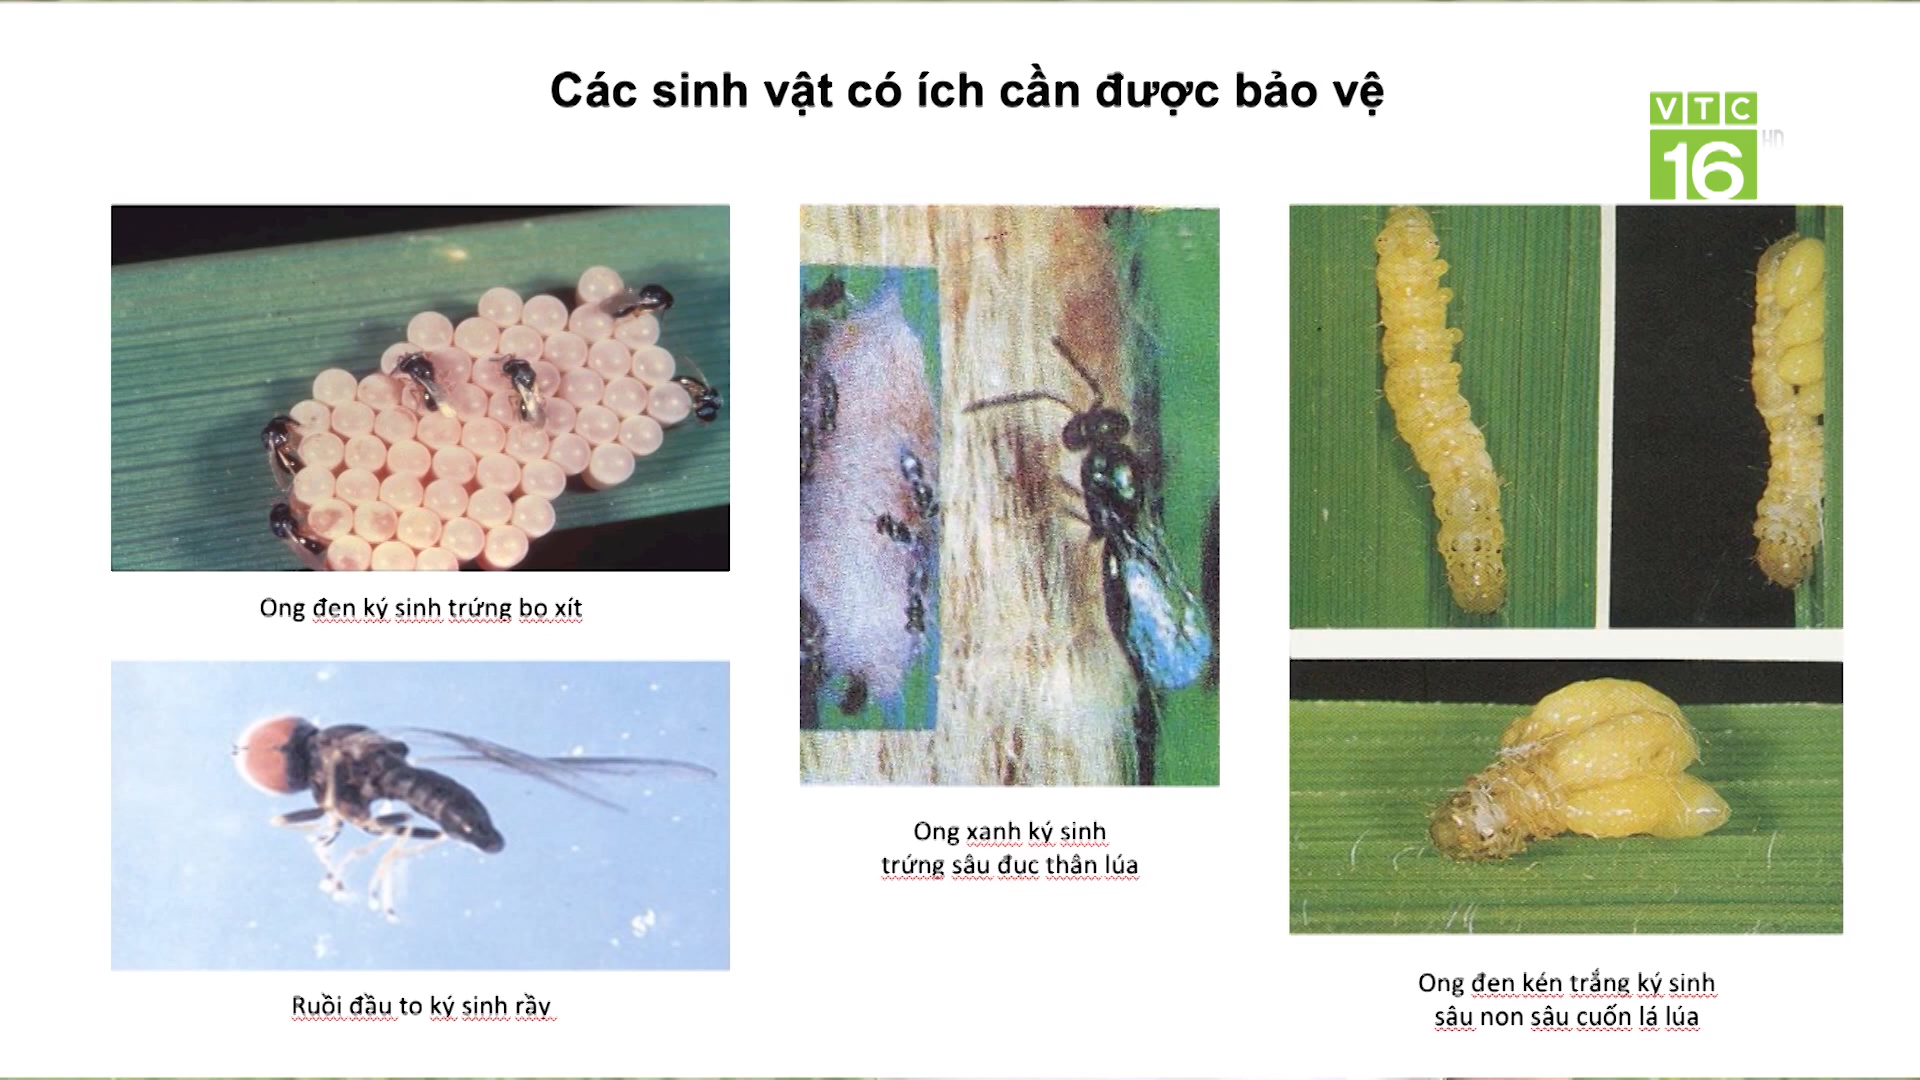 Các sinh vật có ích cần được bảo vệ
VTC
16 HD
Ong đen ký sinh trứng bọ xít
Ruồi đầu to ký sinh rầy
Ong xanh ký sinh
trứng sâu đục thân lúa
Ong đen kén trắng ký sinh
sâu non sâu cuốn lá lúa